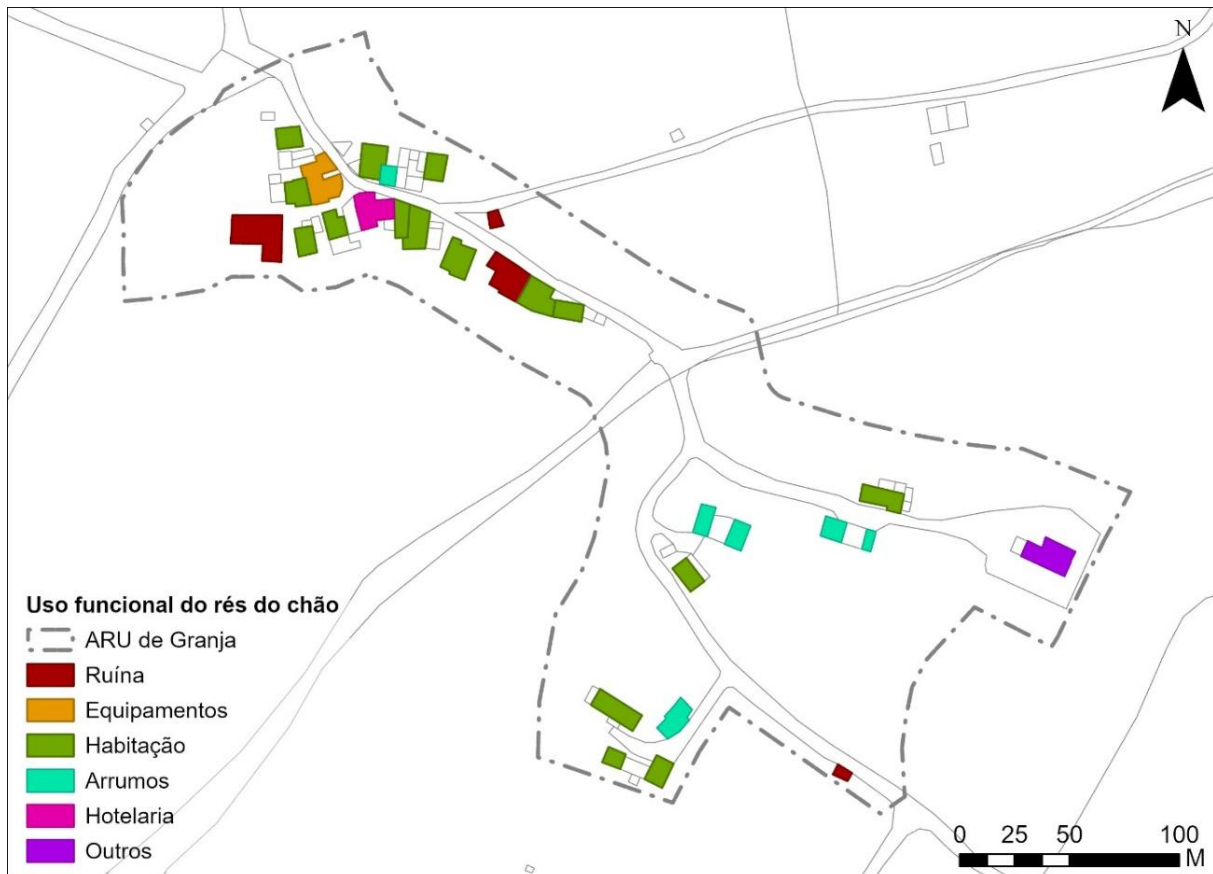 N
Uso funcional do rés do chão
ARU de Granja
Ruína
Equipamentos
Habitação
Arrumos
Hotelaria
Outros
0 25 50 100
M